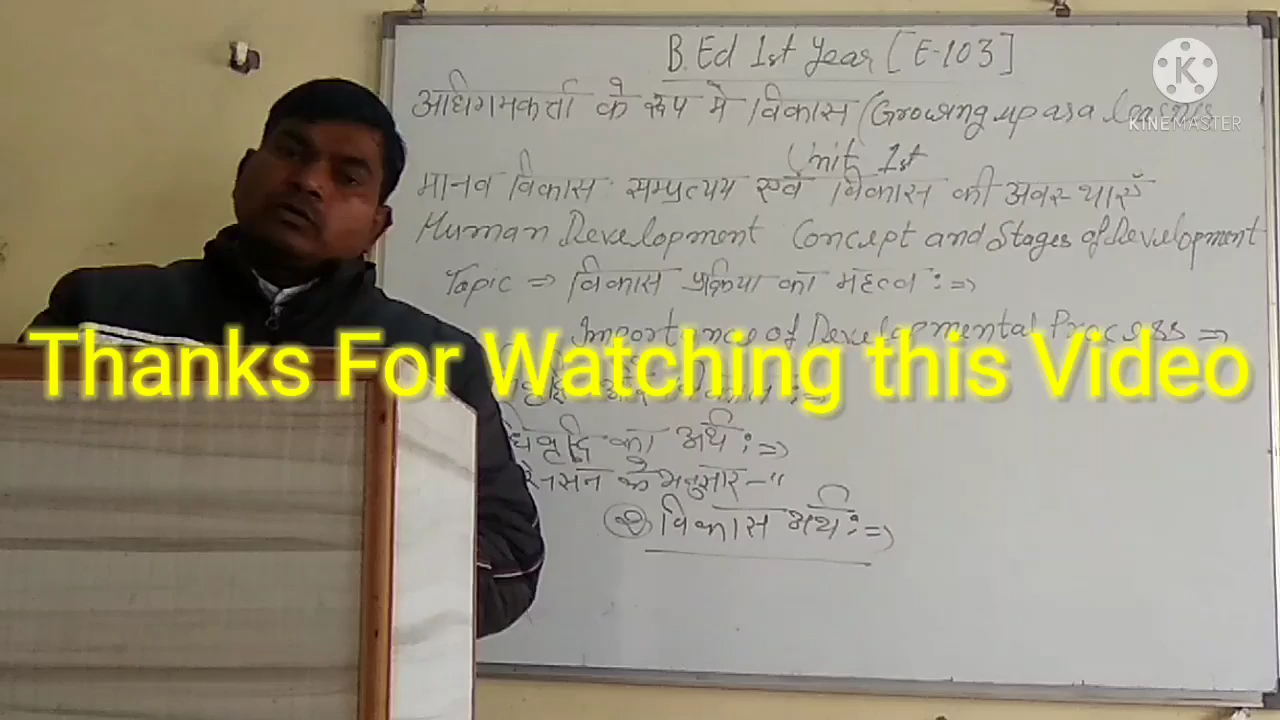 B.Ed 1st Year [E-103]
अधिगमकर्त्ता के रूप मे विकास (Growing up as a
KINEMASTER
Unit 1st
मानव विकास सम्प्रत्यय एवं विकास की अवस्थाएँ
Human Development Concept and Stages of Development
Topic ⇒ विकास प्रक्रिया का महत्व :⇒
Importance of Developmental Process ⇒
Thanks For Watching this Video
का अर्थ :⇒
के अनुसार - "
② विकास अर्थ :⇒